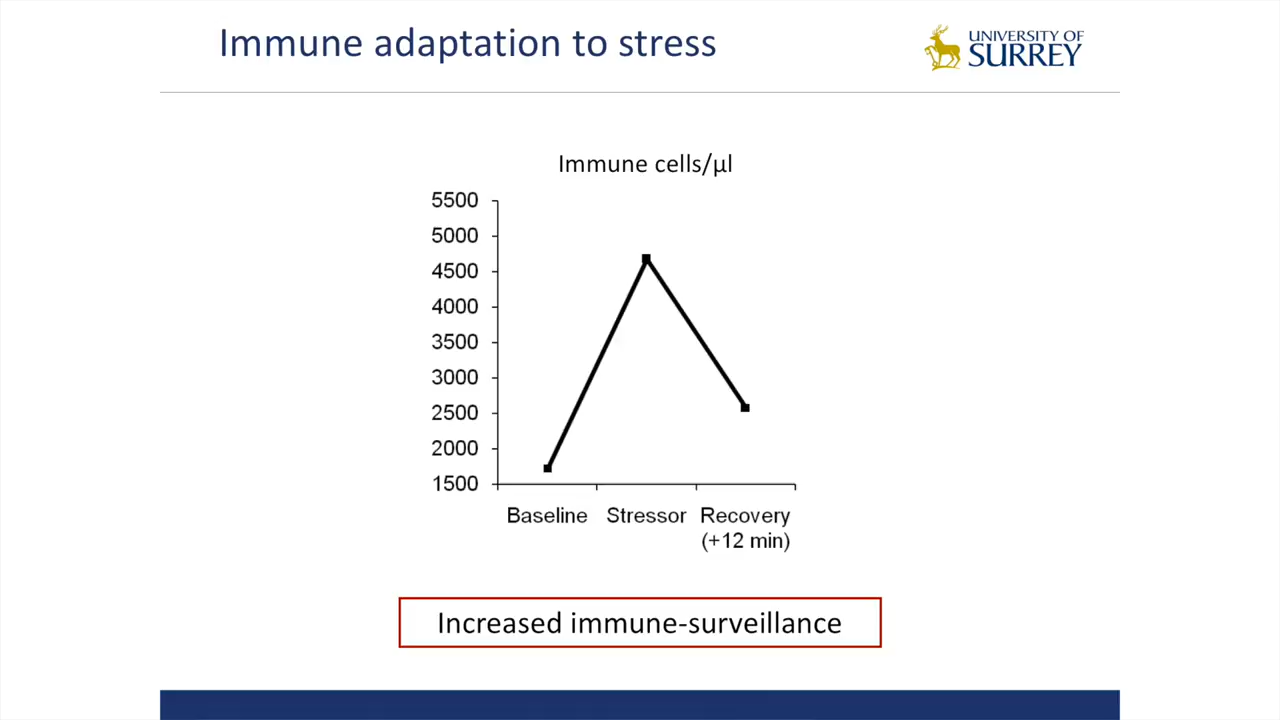 Immune adaptation to stress
UNIVERSITY OF
SURREY
Immune cells/µl
5500
5000
4500
4000
3500
3000
2500
2000
1500
Baseline Stressor Recovery
(+12 min)
Increased immune-surveillance